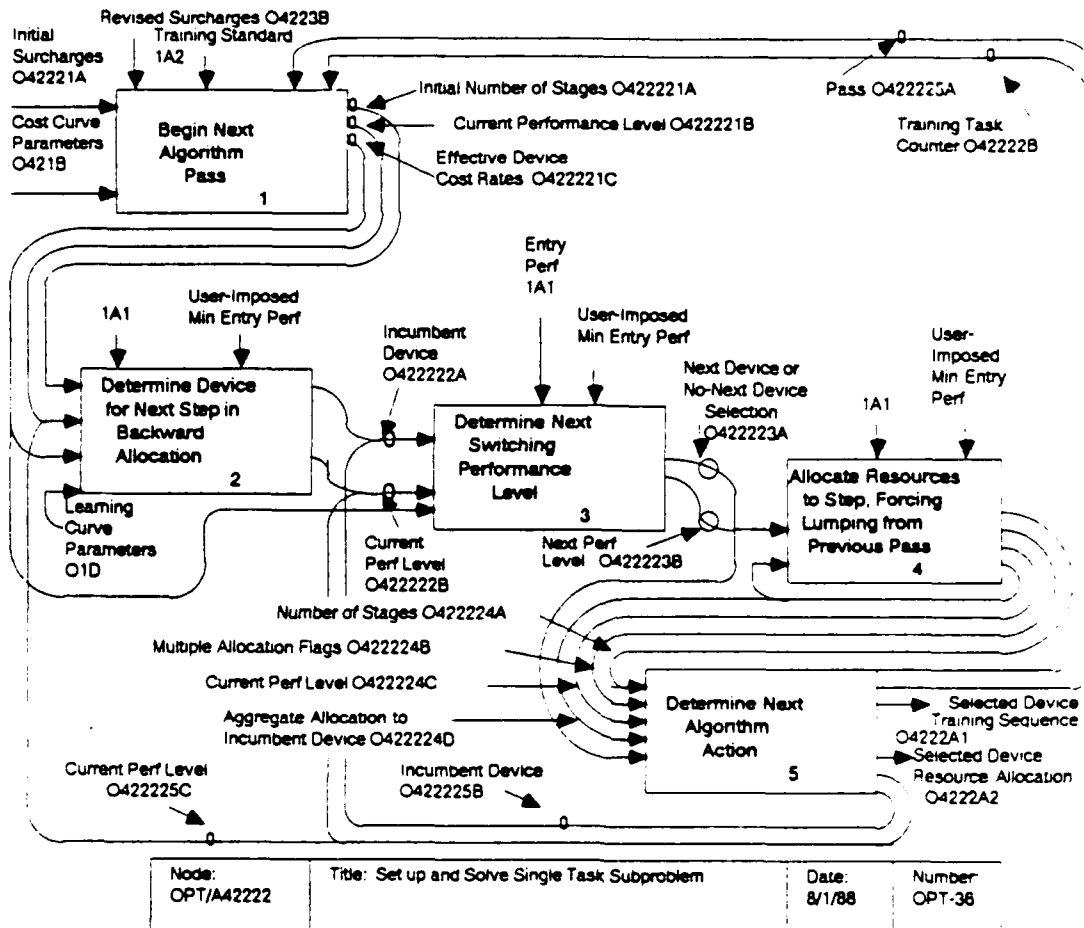 Revised Surcharges O4223B
Initial
Surcharges
O42221A
Training Standard
1A2
Pass O422225A
Training Task
Counter O42222B
Initial Number of Stages O422221A
Current Performance Level O422221B
Effective Device
Cost Rates O422221C
Cost Curve
Parameters
O421B
Begin Next
Algorithm
Pass
1
1A1
User-Imposed
Min Entry Perf
Incumbent
Device
O422222A
Entry
Perf
1A1
User-Imposed
Min Entry Perf
Next Device or
No-Next Device
Selection
O422223A
1A1
User-
Imposed
Min Entry
Perf
Determine Device
for Next Step in
Backward
Allocation
2
Determine Next
Switching
Performance
Level
3
Allocate Resources
to Step, Forcing
Lumping from
Previous Pass
4
Learning
Curve
Parameters
O1D
Current
Perf Level
O422222B
Next Perf
Level O422223B
Number of Stages O422224A
Multiple Allocation Flags O422224B
Current Perf Level O422224C
Aggregate Allocation to
Incumbent Device O422224D
Determine Next
Algorithm
Action
5
Selected Device
Training Sequence
O4222A1
Selected Device
Resource Allocation
O4222A2
Current Perf Level
O422225C
Incumbent Device
O422225B
Node:
OPT/A42222
Title: Set up and Solve Single Task Subproblem
Date:
8/1/88
Number
OPT-36